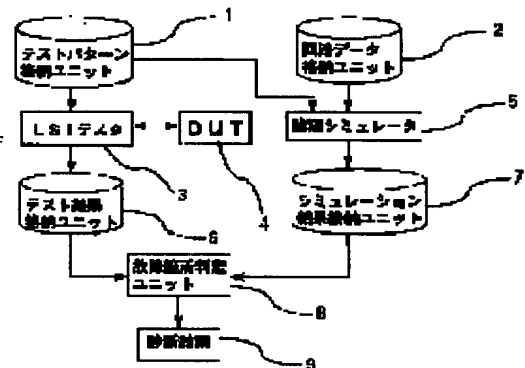 1
テストパターン
格納ユニット
2
回路データ
格納ユニット
LSIテスタ
DUT
5
論理シミュレータ
3
4
テスト結果
格納ユニット
6
シミュレーション
結果格納ユニット
7
故障箇所判定
ユニット
8
診断結果
9